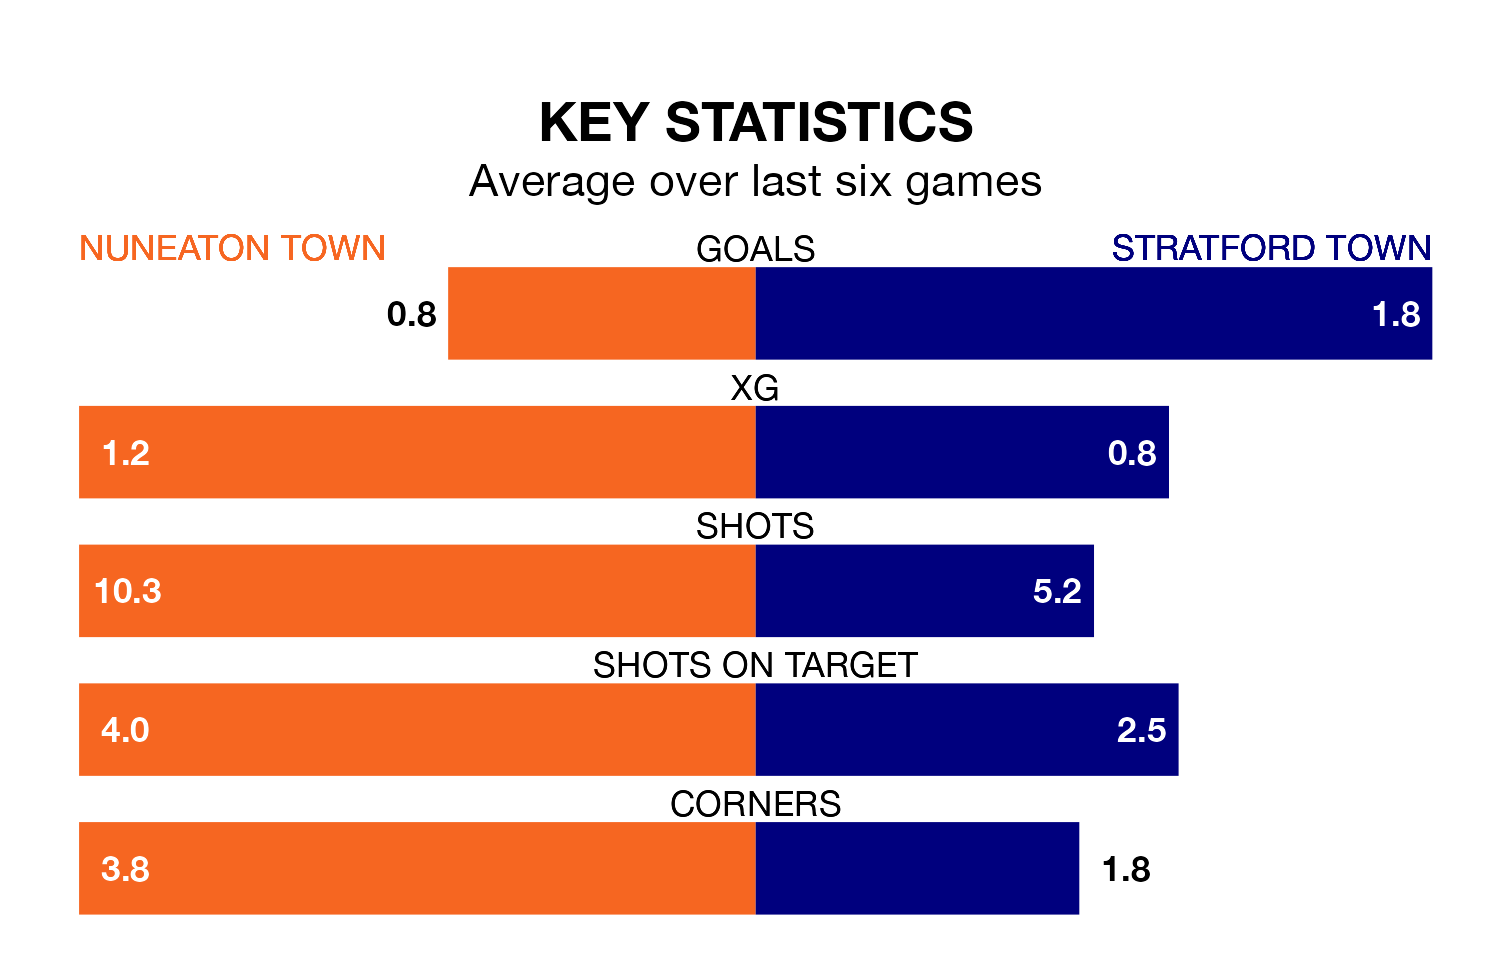 KEY STATISTICS
Average over last six games
NUNEATON TOWN GOALS STRATFORD TOWN
0.8 1.8
XG
1.2 0.8
SHOTS
10.3 5.2
SHOTS ON TARGET
4.0 2.5
CORNERS
3.8 1.8